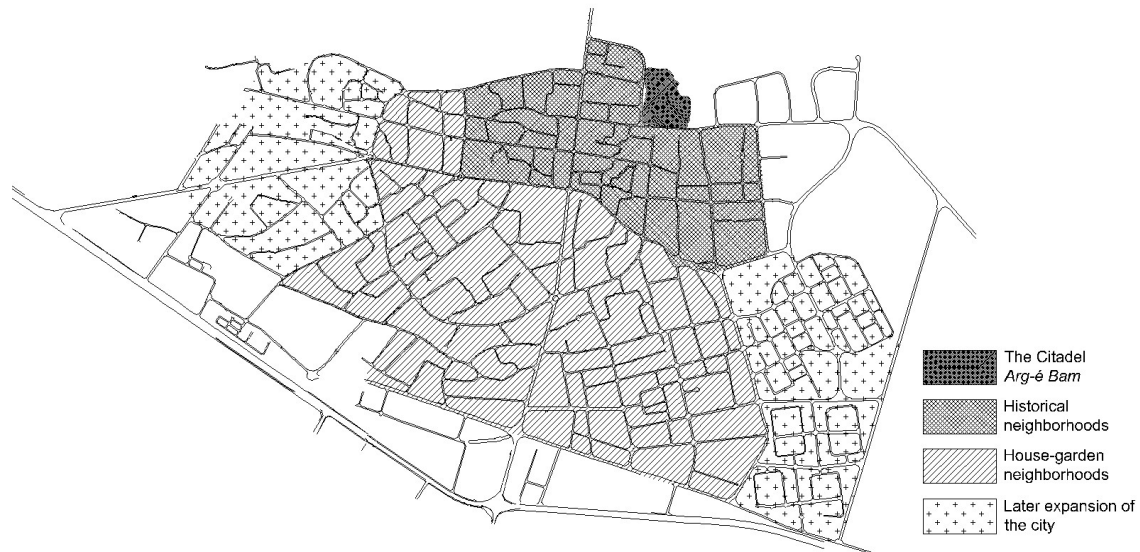 The Citadel
Arg-é Bam
Historical
neighborhoods
House-garden
neighborhoods
Later expansion of
the city